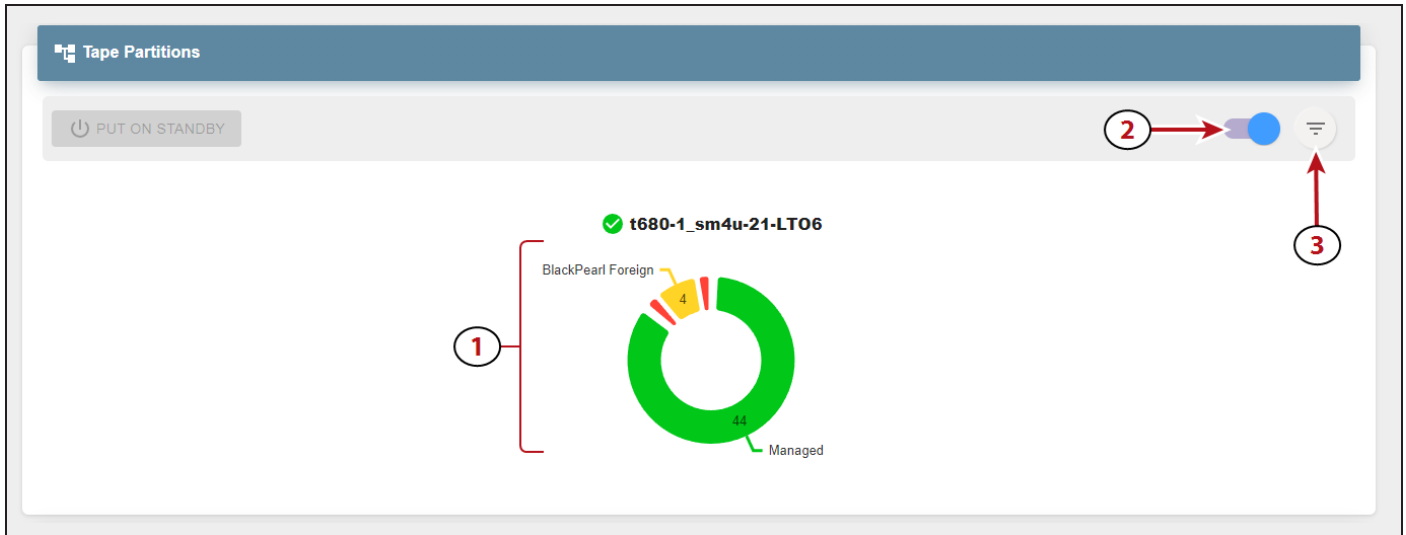 Tape Partitions
PUT ON STANDBY
2
t680-1_sm4u-21-LTO6
3
BlackPearl Foreign
4
1
44
Managed